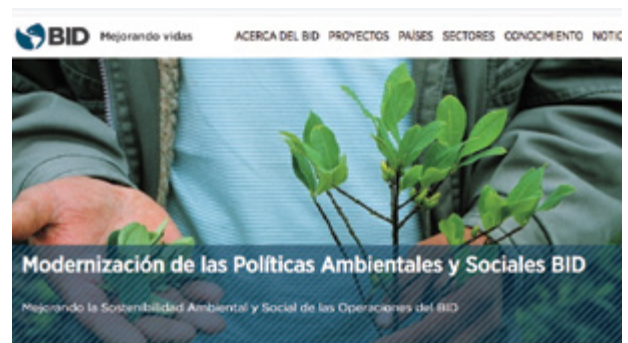 BID Mejorando vidas ACERCA DEL BID PROYECTOS PAÍSES SECTORES CONOCIMIENTO NOTIC
Modernización de las Políticas Ambientales y Sociales BID
Mejorando la Sostenibilidad Ambiental y Social de las Operaciones del BID